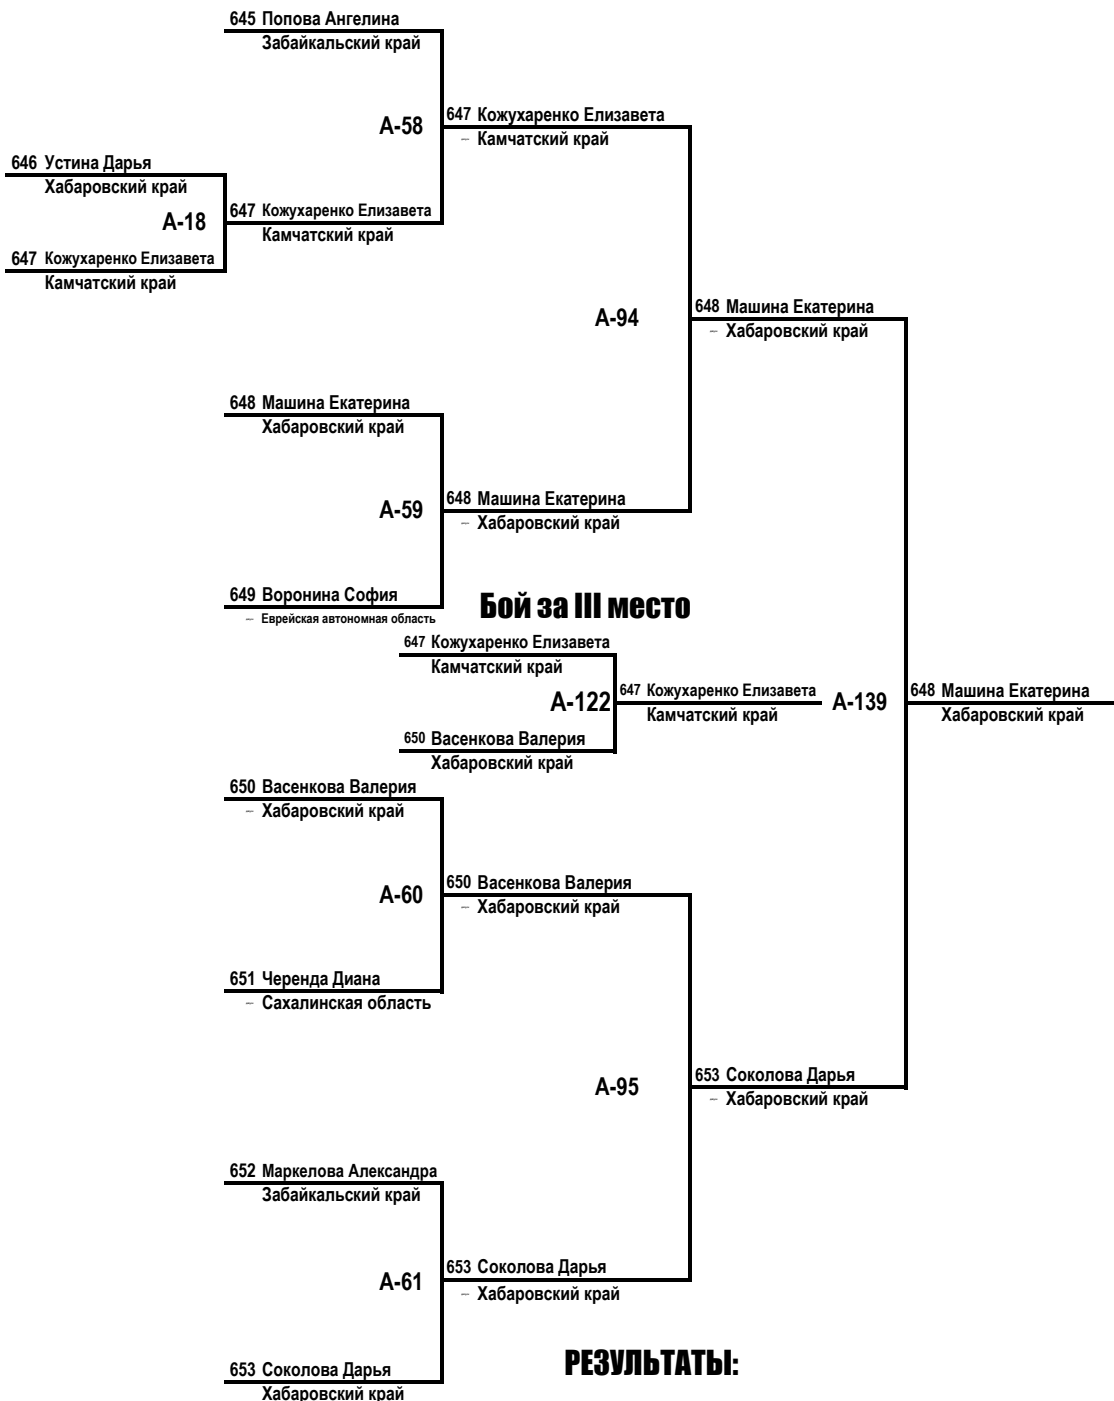 645 Попова Ангелина
Забайкальский край
А-58
647 Кожухаренко Елизавета
Камчатский край
646 Устина Дарья
Хабаровский край
А-18
647 Кожухаренко Елизавета
Камчатский край
647 Кожухаренко Елизавета
Камчатский край
А-94
648 Машина Екатерина
Хабаровский край
648 Машина Екатерина
Хабаровский край
А-59
648 Машина Екатерина
Хабаровский край
649 Воронина София
Еврейская автономная область
Бой за III место
647 Кожухаренко Елизавета
Камчатский край
А-122
647 Кожухаренко Елизавета
Камчатский край
А-139
648 Машина Екатерина
Хабаровский край
650 Васенкова Валерия
Хабаровский край
650 Васенкова Валерия
Хабаровский край
А-60
650 Васенкова Валерия
Хабаровский край
651 Черенда Диана
Сахалинская область
А-95
653 Соколова Дарья
Хабаровский край
652 Маркелова Александра
Забайкальский край
А-61
653 Соколова Дарья
Хабаровский край
РЕЗУЛЬТАТЫ:
653 Соколова Дарья
Хабаровский край